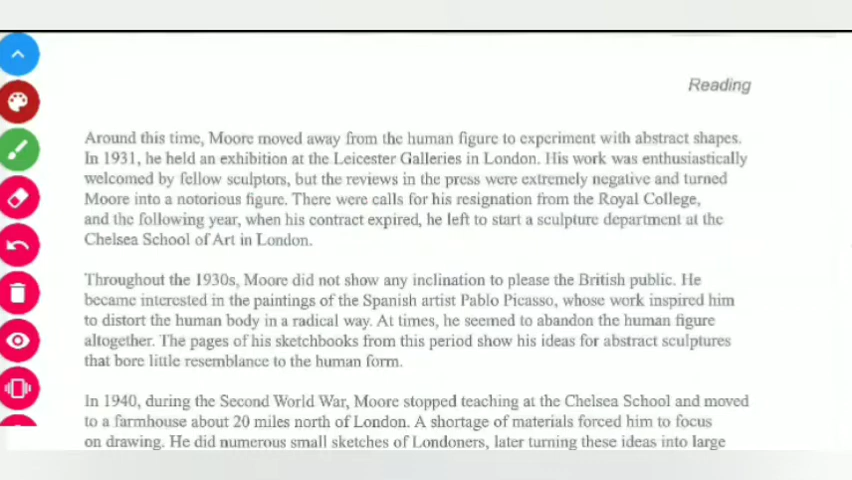 Reading
Around this time, Moore moved away from the human figure to experiment with abstract shapes.
In 1931, he held an exhibition at the Leicester Galleries in London. His work was enthusiastically
welcomed by fellow sculptors, but the reviews in the press were extremely negative and turned
Moore into a notorious figure. There were calls for his resignation from the Royal College,
and the following year, when his contract expired, he left to start a sculpture department at the
Chelsea School of Art in London.
Throughout the 1930s, Moore did not show any inclination to please the British public. He
became interested in the paintings of the Spanish artist Pablo Picasso, whose work inspired him
to distort the human body in a radical way. At times, he seemed to abandon the human figure
altogether. The pages of his sketchbooks from this period show his ideas for abstract sculptures
that bore little resemblance to the human form.
In 1940, during the Second World War, Moore stopped teaching at the Chelsea School and moved
to a farmhouse about 20 miles north of London. A shortage of materials forced him to focus
on drawing. He did numerous small sketches of Londoners, later turning these ideas into large